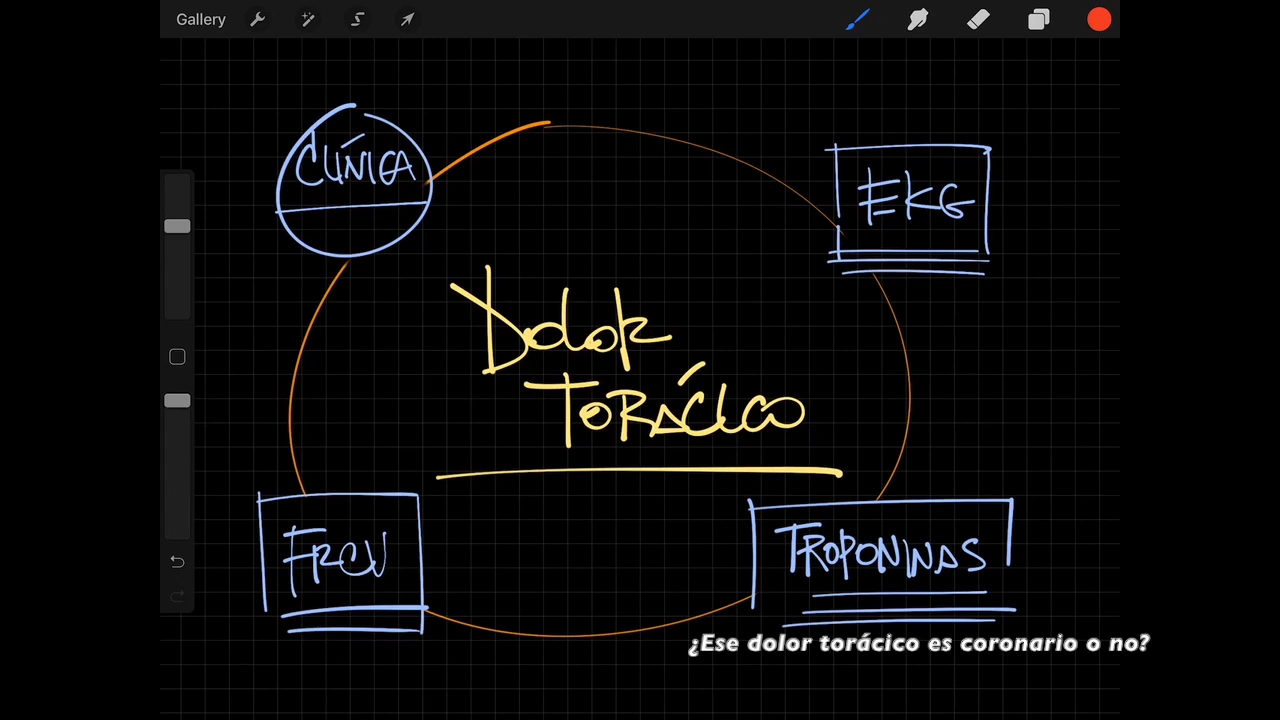 Gallery
CLÍNICA
EKG
Dolor
TORÁCICO
FRCV
TROPONINAS
¿Ese dolor torácico es coronario o no?